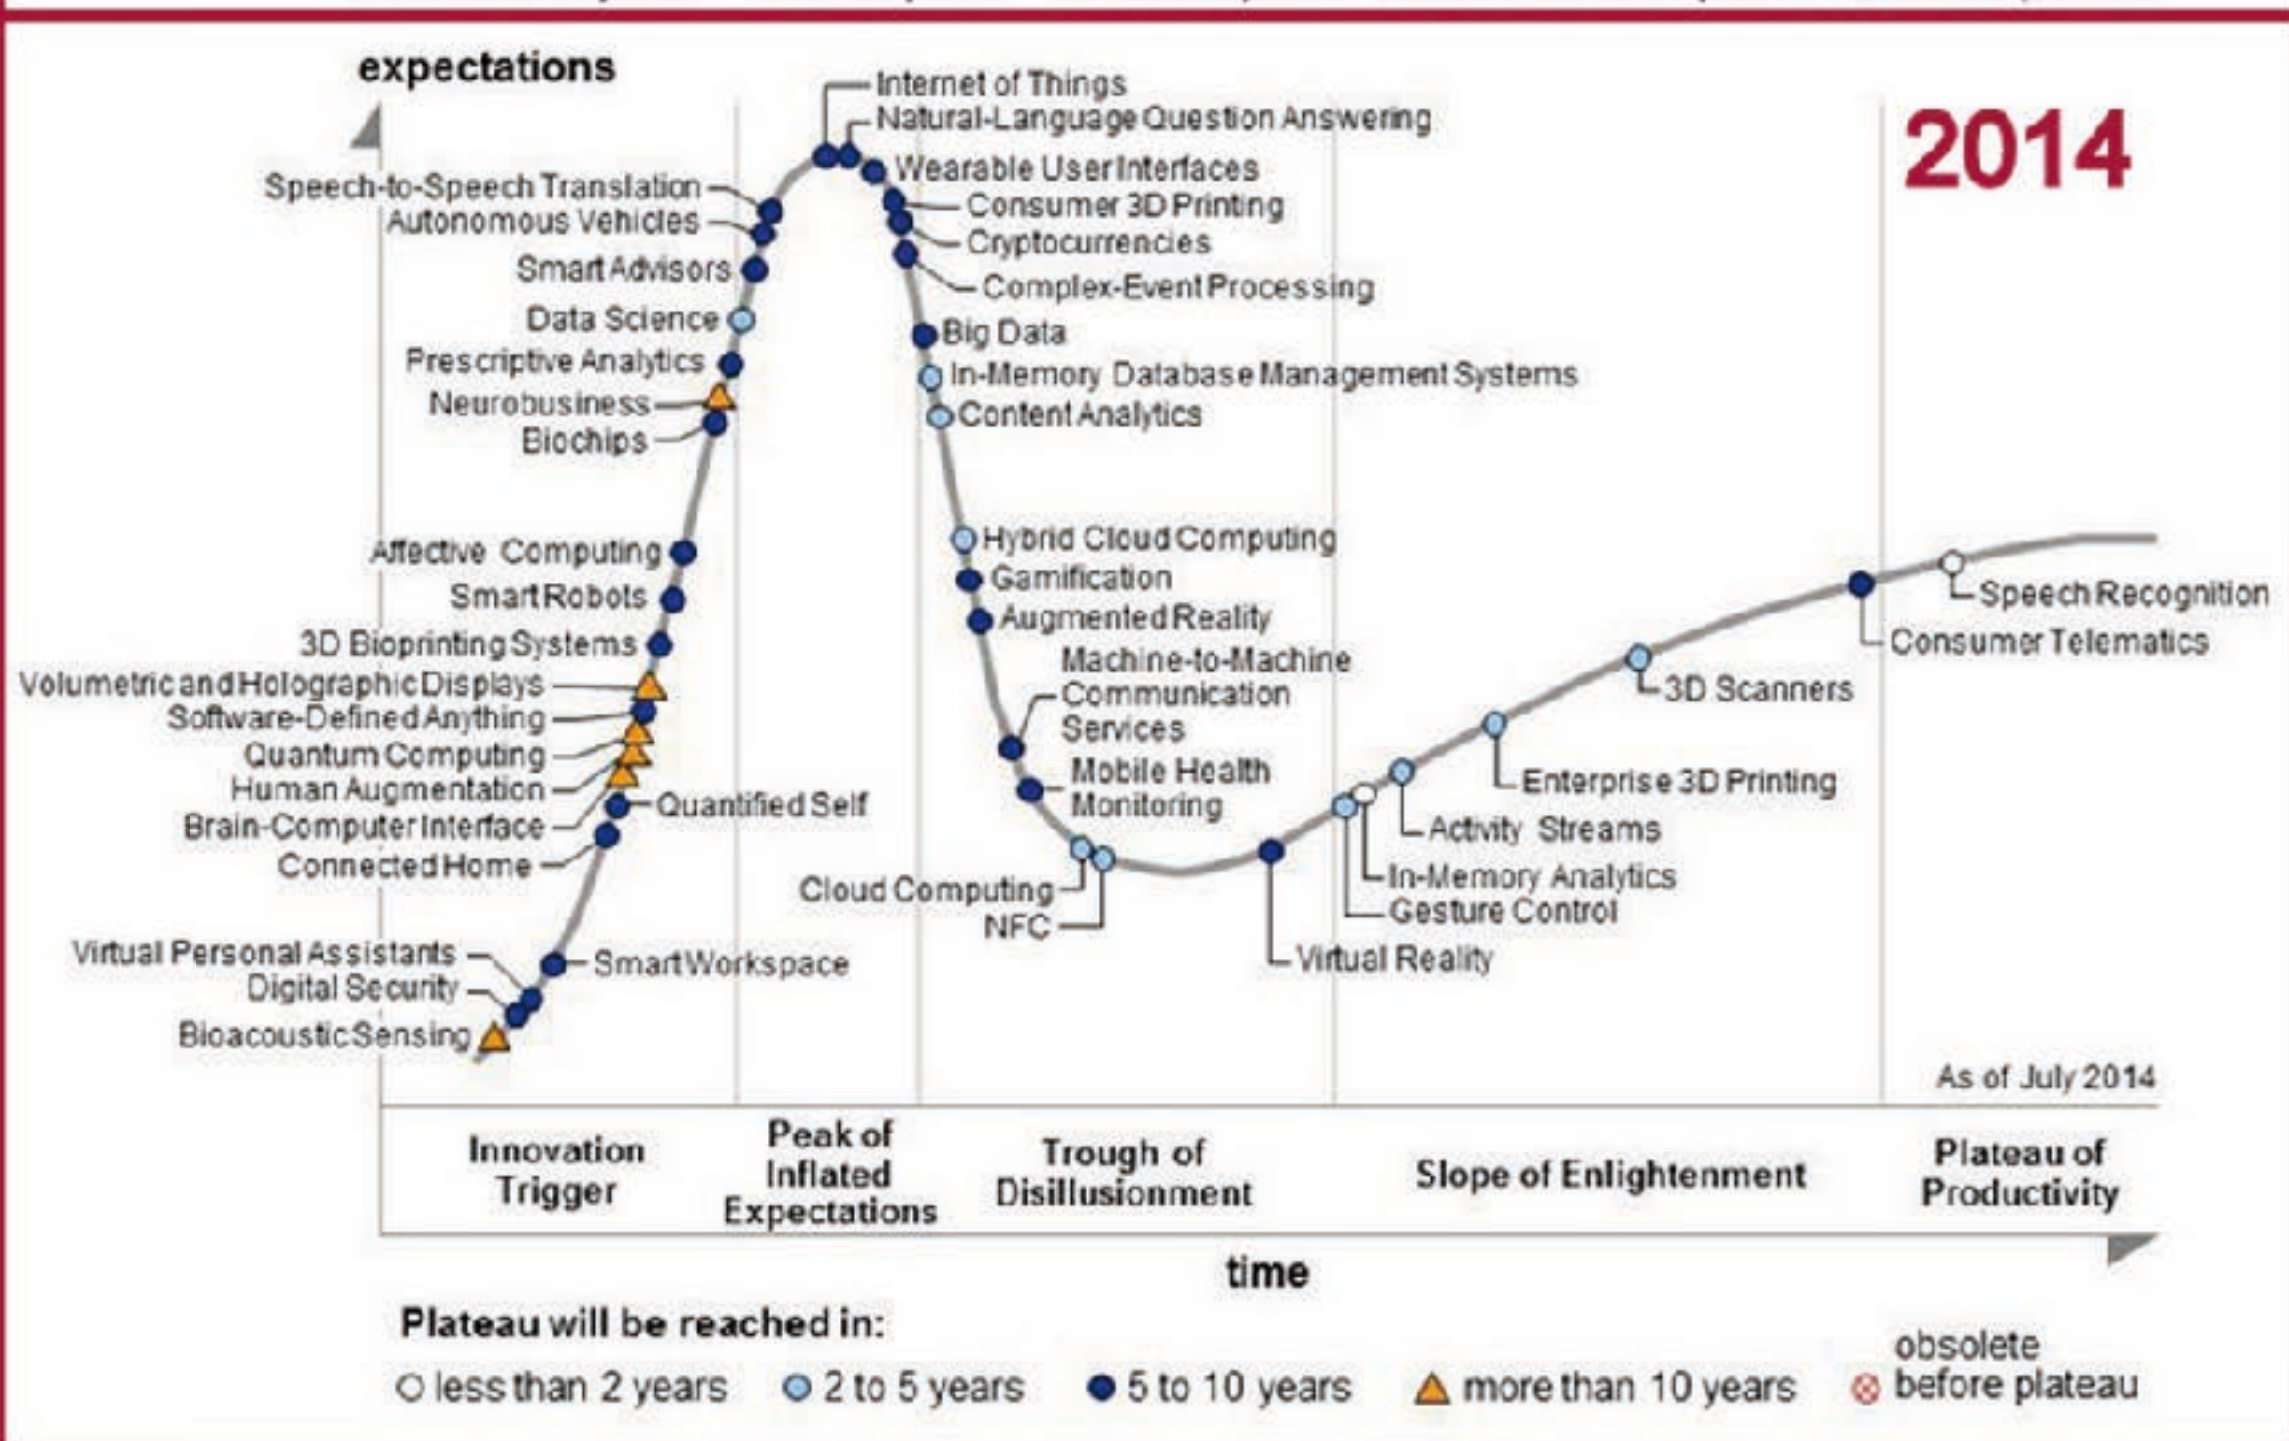 expectations
2014
Internet of Things
Natural-Language Question Answering
Wearable User Interfaces
Speech-to-Speech Translation
Consumer 3D Printing
Autonomous Vehicles
Cryptocurrencies
Smart Advisors
Complex-Event Processing
Data Science
Big Data
Prescriptive Analytics
In-Memory Database Management Systems
Neurobusiness
Content Analytics
Biochips
Affective Computing
Hybrid Cloud Computing
Smart Robots
Gamification
3D Bioprinting Systems
Augmented Reality
Volumetric and Holographic Displays
Machine-to-Machine
Communication
Services
Software-Defined Anything
Quantum Computing
Human Augmentation
Mobile Health
Monitoring
Quantified Self
Brain-Computer Interface
Connected Home
Cloud Computing
NFC
Virtual Personal Assistants
Smart Workspace
Digital Security
Bioacoustic Sensing
Speech Recognition
Consumer Telematics
3D Scanners
Enterprise 3D Printing
Activity Streams
In-Memory Analytics
Gesture Control
Virtual Reality
As of July 2014
Innovation
Trigger
Peak of
Inflated
Expectations
Trough of
Disillusionment
Slope of Enlightenment
Plateau of
Productivity
time
Plateau will be reached in:
less than 2 years
2 to 5 years
5 to 10 years
more than 10 years
obsolete
before plateau